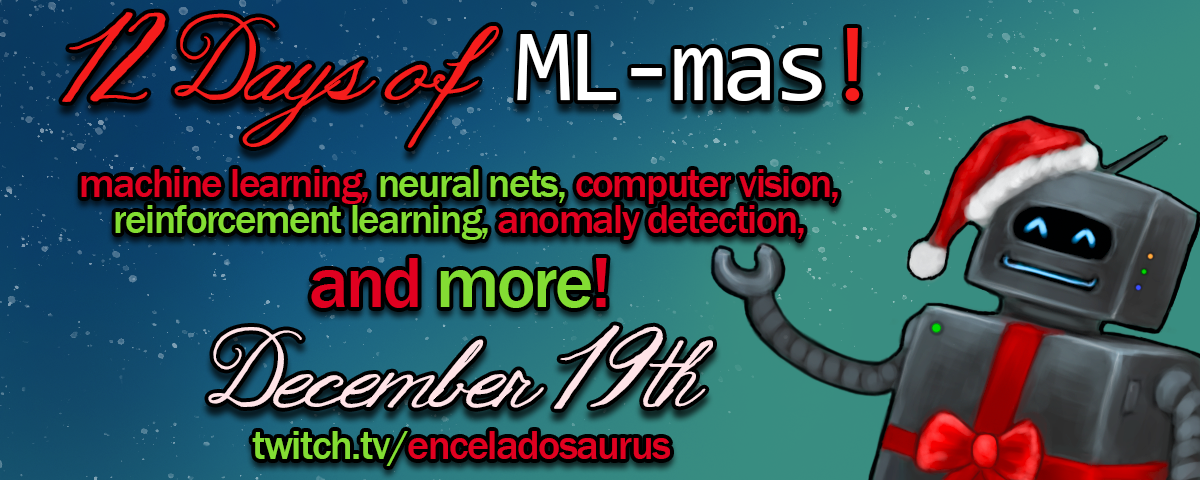 12 Days of ML-mas!
machine learning, neural nets, computer vision,
reinforcement learning, anomaly detection,
and more!
December 19th
twitch.tv/enceladosaurus